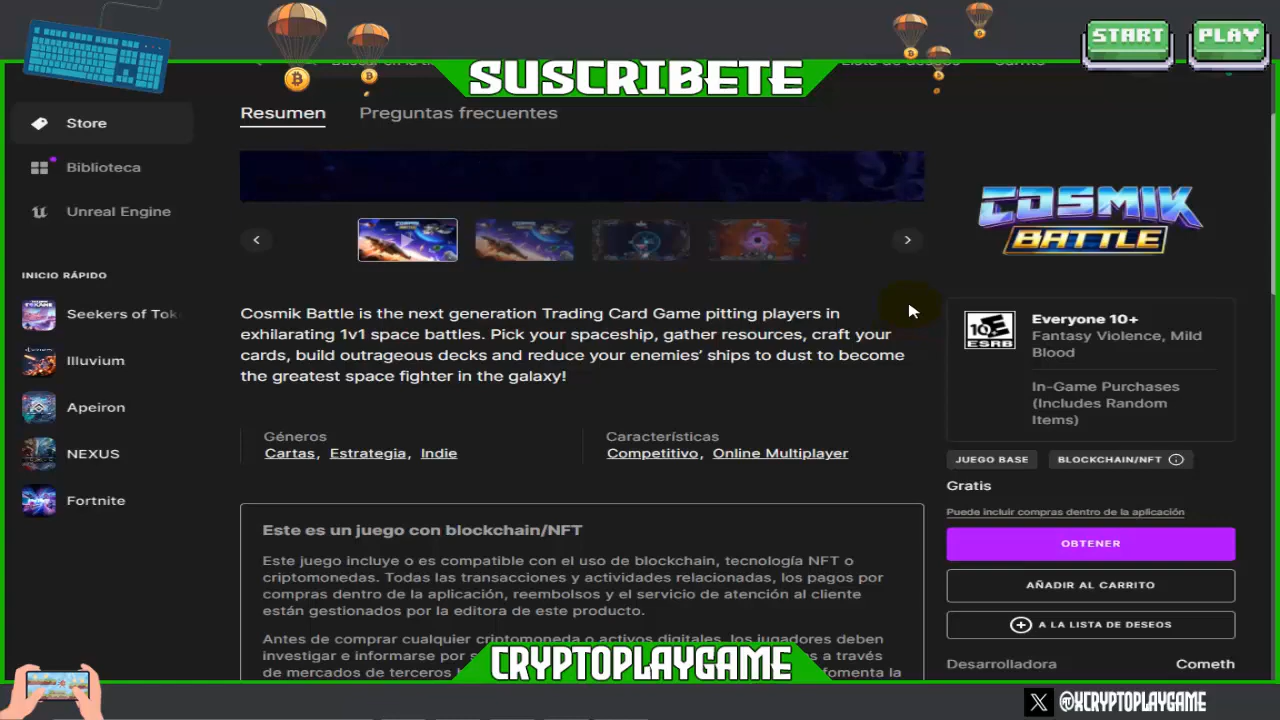 START
PLAY
SUSCRIBETE
Store
Resumen
Preguntas frecuentes
Biblioteca
Unreal Engine
COSMIK
BATTLE
INICIO RÁPIDO
Seekers of Tok
Illuvium
Apeiron
NEXUS
Fortnite
Cosmik Battle is the next generation Trading Card Game pitting players in
exhilarating 1v1 space battles. Pick your spaceship, gather resources, craft your
cards, build outrageous decks and reduce your enemies' ships to dust to become
the greatest space fighter in the galaxy!
Géneros
Cartas, Estrategia, Indie
Características
Competitivo, Online Multiplayer
Este es un juego con blockchain/NFT
Este juego incluye o es compatible con el uso de blockchain, tecnología NFT o
criptomonedas. Todas las transacciones y actividades relacionadas, los pagos por
compras dentro de la aplicación, reembolsos y el servicio de atención al cliente
están gestionados por la editora de este producto.
Antes de comprar cualquier criptomoneda o activos digitales, los jugadores deben
investigar e informarse por
de mercados de terceros
a través
fomenta la
10+
ESRB
Everyone 10+
Fantasy Violence, Mild
Blood
In-Game Purchases
(Includes Random
Items)
JUEGO BASE
BLOCKCHAIN/NFT
Gratis
Puede incluir compras dentro de la aplicación
OBTENER
AÑADIR AL CARRITO
A LA LISTA DE DESEOS
Desarrolladora
Cometh
CRYPTOPLAYGAME
X @XCRYPTOPLAYGAME